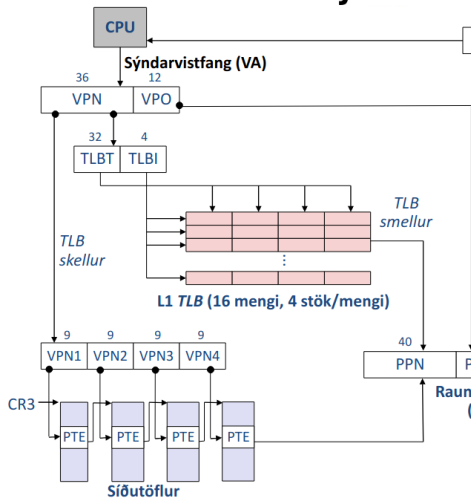 CPU
Sýndarvistfang (VA)
36 12
VPN VPO
32 4
TLBT TLBI
TLB
smellur
TLB
skellur
⋮
L1 TLB (16 mengi, 4 stök/mengi)
9 9 9 9
VPN1 VPN2 VPN3 VPN4
40
PPN
CR3
PTE PTE PTE PTE
Síðutöflur